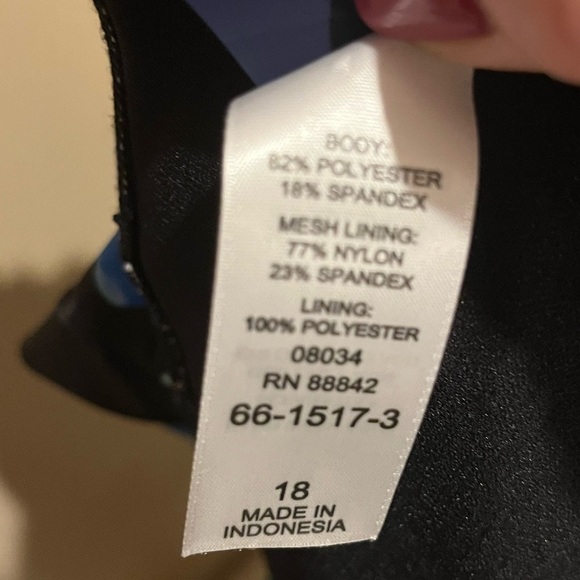 BODY:
82% POLYESTER
18% SPANDEX
MESH LINING:
77% NYLON
23% SPANDEX
LINING:
100% POLYESTER
08034
RN 88842
66-1517-3
18
MADE IN
INDONESIA